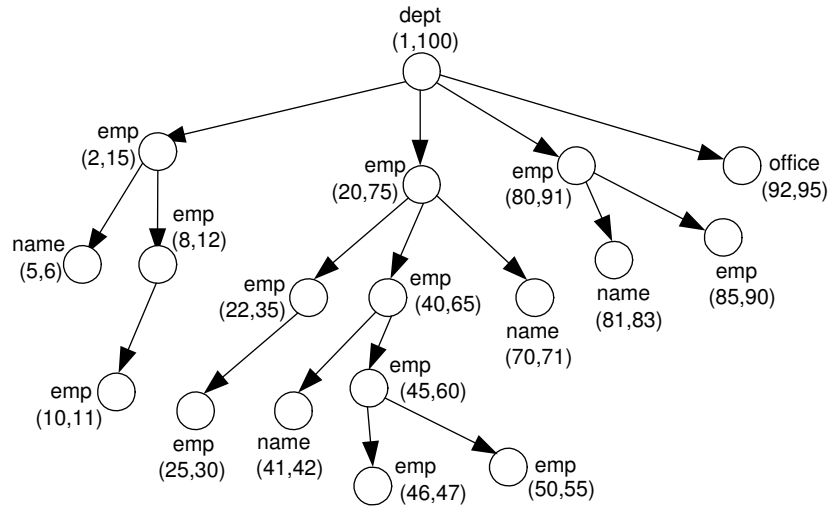 dept
(1,100)
emp
(2,15)
emp
(20,75)
emp
(80,91)
office
(92,95)
name
(5,6)
emp
(8,12)
emp
(22,35)
emp
(40,65)
name
(70,71)
name
(81,83)
emp
(85,90)
emp
(10,11)
emp
(25,30)
name
(41,42)
emp
(45,60)
emp
(46,47)
emp
(50,55)